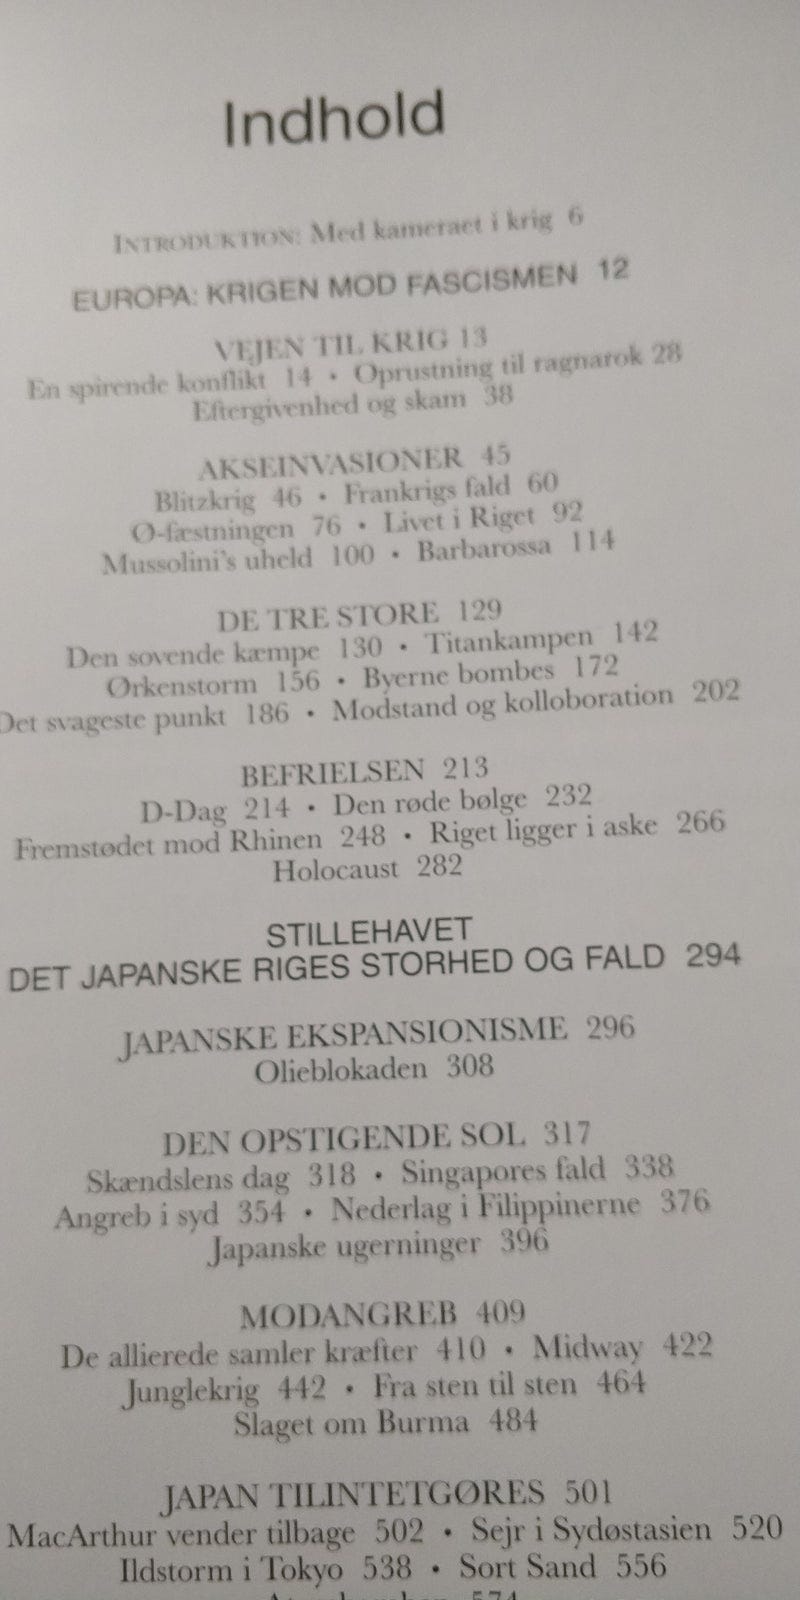 Indhold
INTRODUKTION: Med kameraet i krig 6
EUROPA: KRIGEN MOD FASCISMEN 12
VEJEN TIL KRIG 13
En spirende konflikt 14 • Oprustning til ragnarok 28
Eftergivenhed og skam 38
AKSEINVASIONER 45
Blitzkrig 46 • Frankrigs fald 60
Ø-fæstningen 76 • Livet i Riget 92
Mussolini's uheld 100 • Barbarossa 114
DE TRE STORE 129
Den sovende kæmpe 130 • Titankampen 142
Ørkenstorm 156 • Byerne bombes 172
Det svageste punkt 186 • Modstand og kolloboration 202
BEFRIELSEN 213
D-Dag 214 • Den røde bølge 232
Fremstødet mod Rhinen 248 • Riget ligger i aske 266
Holocaust 282
STILLEHAVET
DET JAPANSKE RIGES STORHED OG FALD 294
JAPANSKE EKSPANSIONISME 296
Olieblokaden 308
DEN OPSTIGENDE SOL 317
Skændslens dag 318 • Singapores fald 338
Angreb i syd 354 • Nederlag i Filippinerne 376
Japanske ugerninger 396
MODANGREB 409
De allierede samler kræfter 410 • Midway 422
Junglekrig 442 • Fra sten til sten 464
Slaget om Burma 484
JAPAN TILINTETGØRES 501
MacArthur vender tilbage 502 • Sejr i Sydøstasien 520
Ildstorm i Tokyo 538 • Sort Sand 556
574